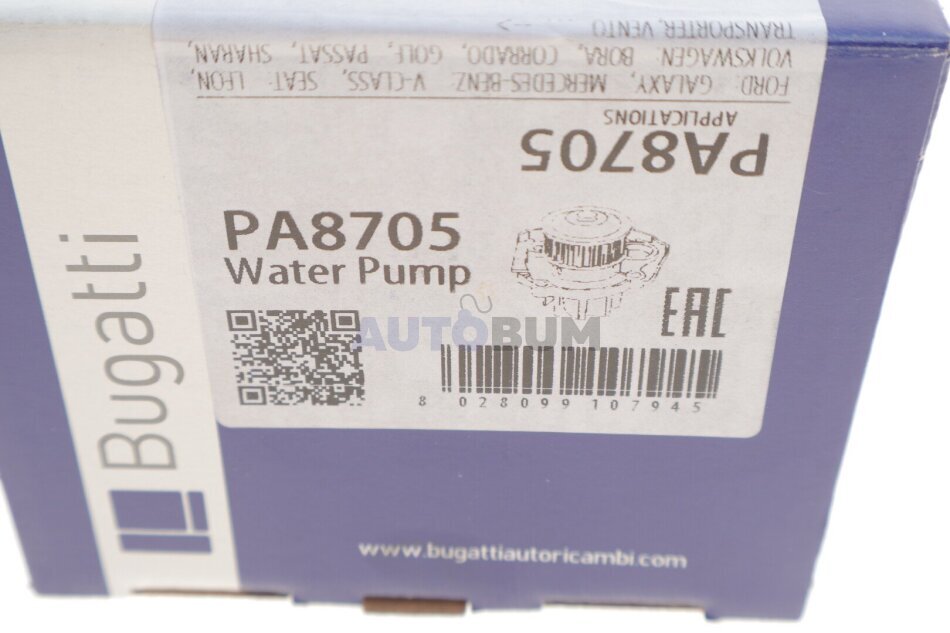 TRANSPORTER, VENTO
VOLKSWAGEN: BORA, CORRADO, GOLF, PASSAT, SHARAN,
FORD: GALAXY, MERCEDES-BENZ: V-CLASS, SEAT: LEON,
APPLICATIONS
PA8705
PA8705
Water Pump
EAC
AUTOBUM
8 028099 107945
Bugatti
www.bugattiautoricambi.com